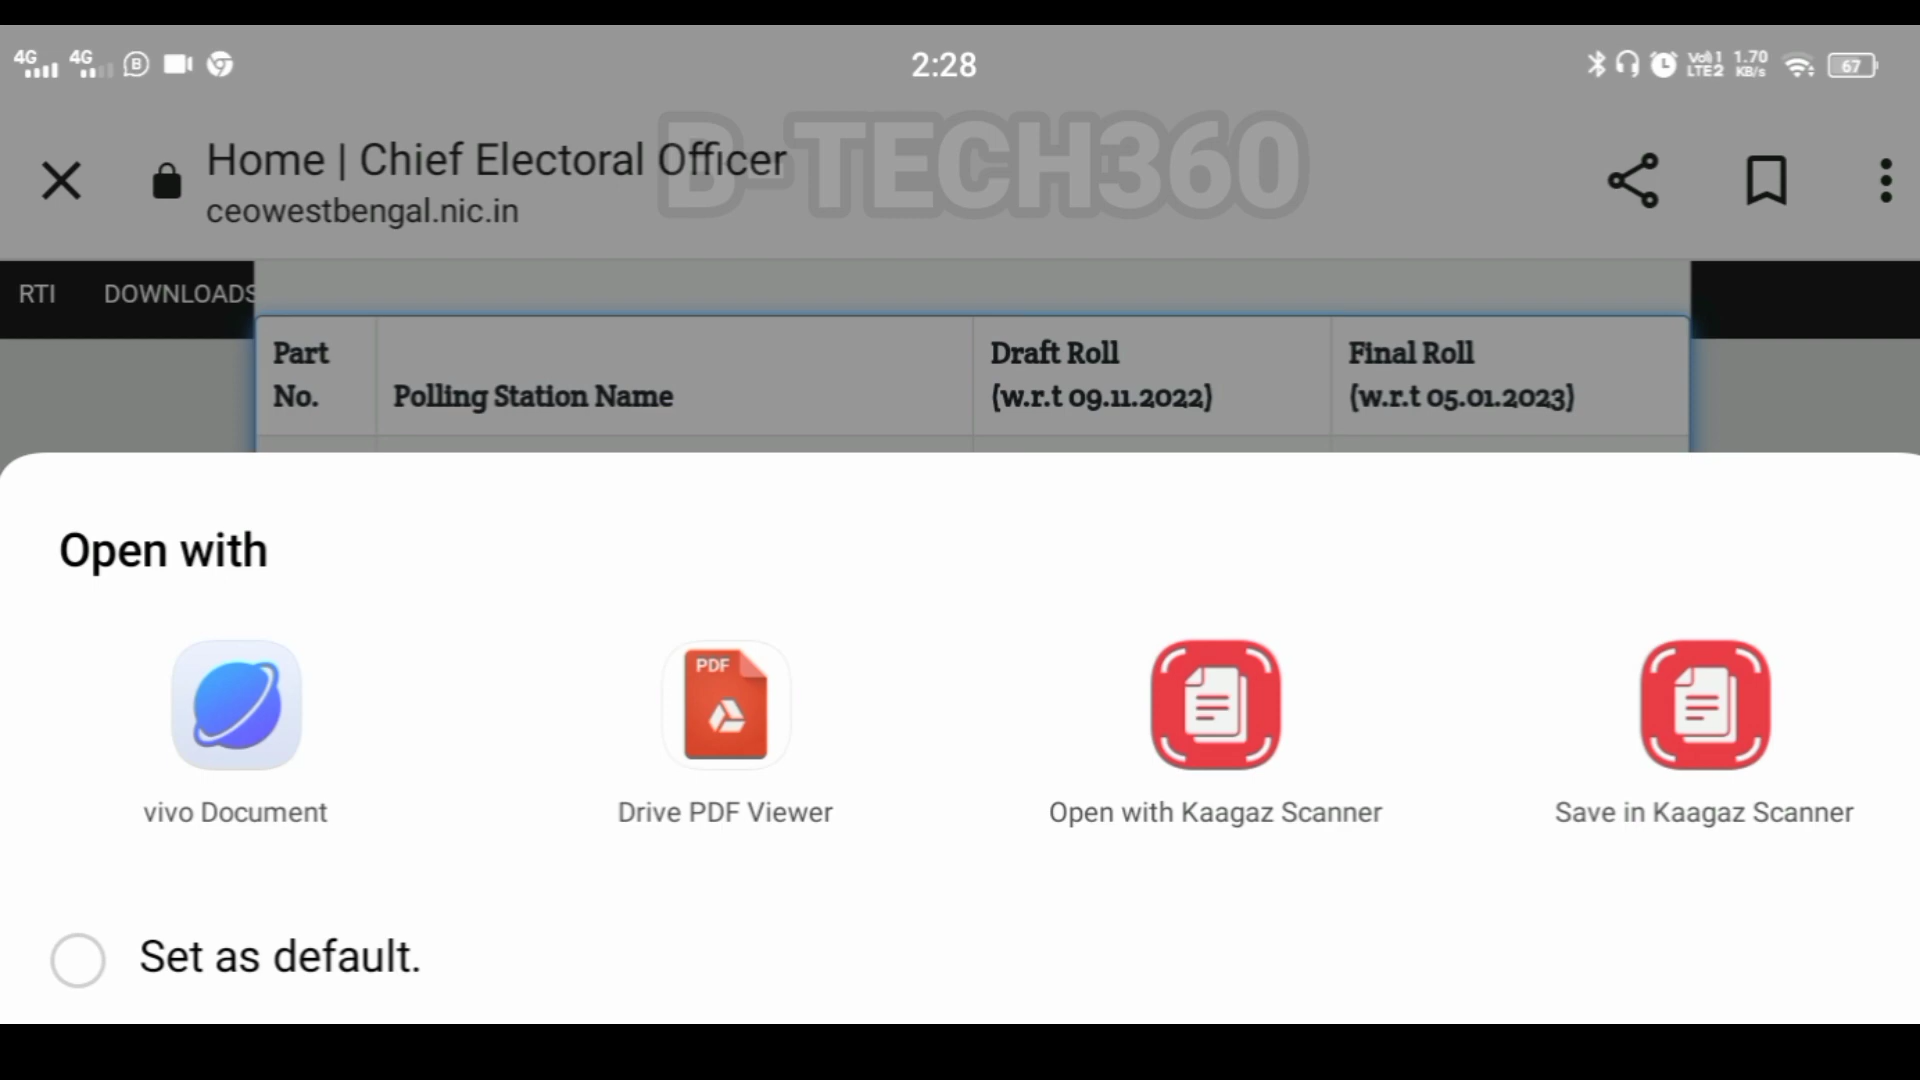 4G 4G B 2:28 Vo) 1 LTE2 1.70 KB/s 67
B-TECH360
Home | Chief Electoral Officer
ceowestbengal.nic.in
RTI DOWNLOADS
Part No. Polling Station Name Draft Roll (w.r.t 09.11.2022) Final Roll (w.r.t 05.01.2023)
Open with
PDF
vivo Document Drive PDF Viewer Open with Kaagaz Scanner Save in Kaagaz Scanner
Set as default.